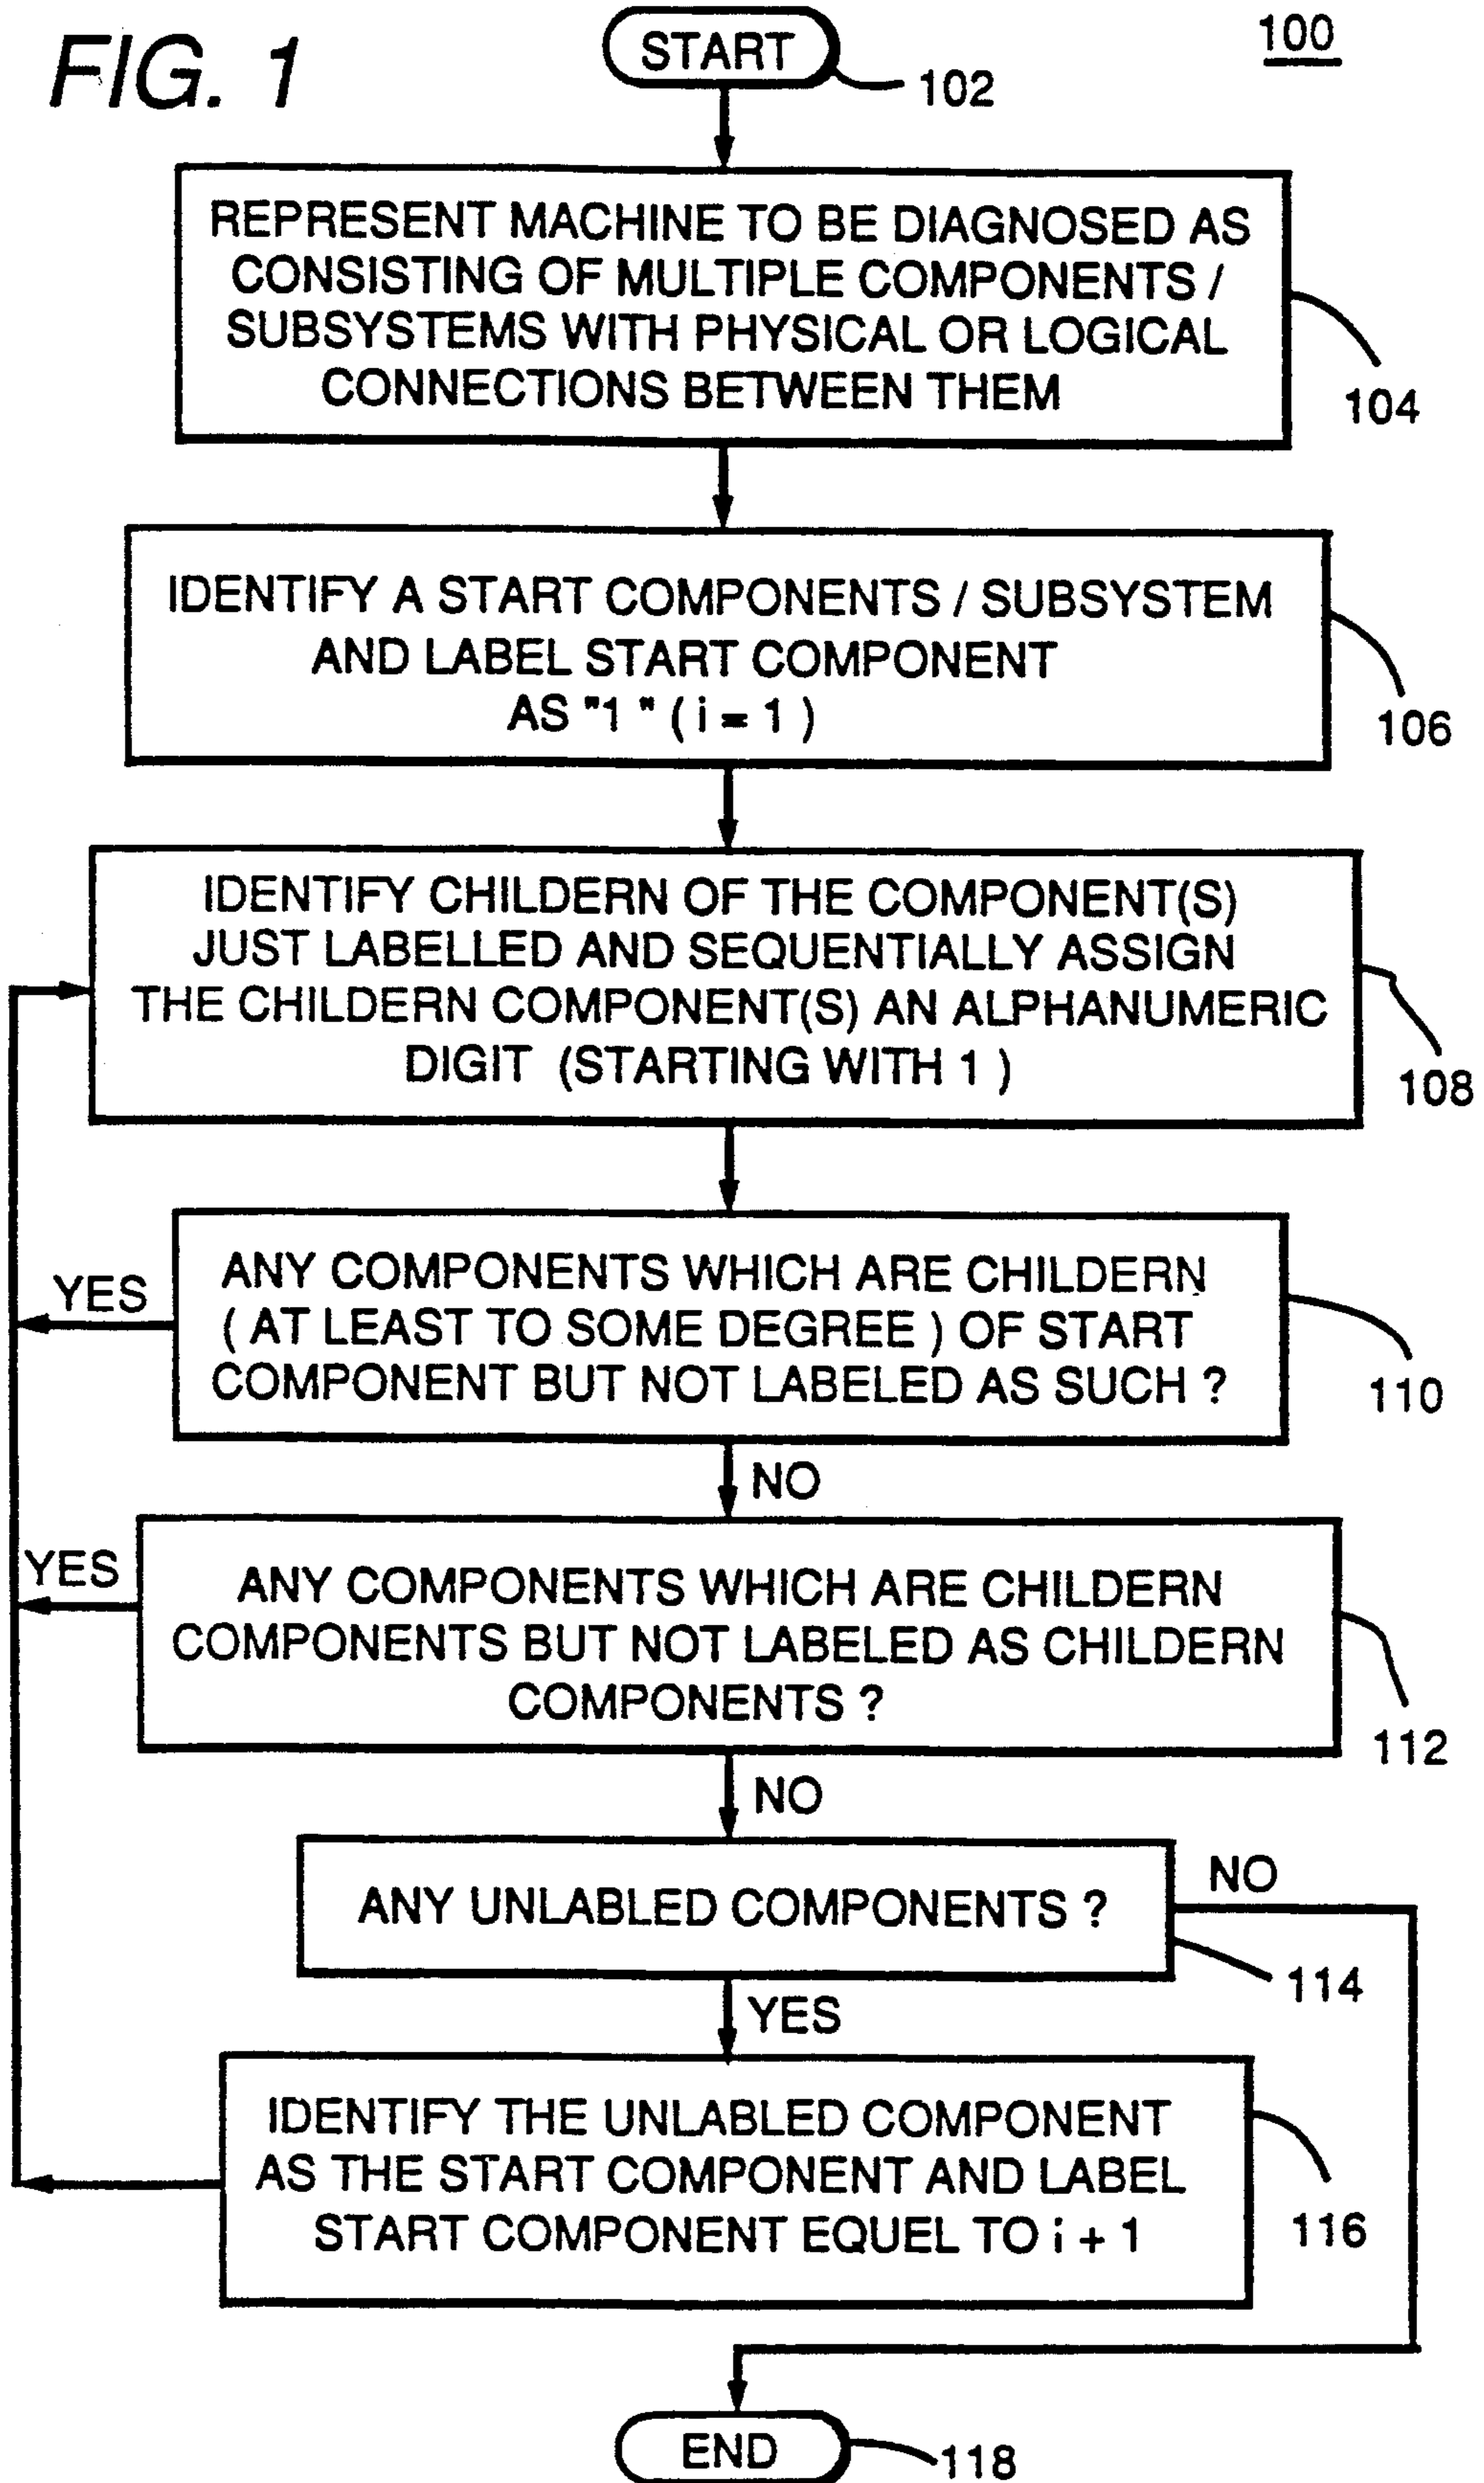 FIG. 1
START
100
102
REPRESENT MACHINE TO BE DIAGNOSED AS
CONSISTING OF MULTIPLE COMPONENTS /
SUBSYSTEMS WITH PHYSICAL OR LOGICAL
CONNECTIONS BETWEEN THEM
104
IDENTIFY A START COMPONENTS / SUBSYSTEM
AND LABEL START COMPONENT
AS "1 " ( i = 1 )
106
IDENTIFY CHILDERN OF THE COMPONENT(S)
JUST LABELLED AND SEQUENTIALLY ASSIGN
THE CHILDERN COMPONENT(S) AN ALPHANUMERIC
DIGIT (STARTING WITH 1 )
108
YES
ANY COMPONENTS WHICH ARE CHILDERN
( AT LEAST TO SOME DEGREE ) OF START
COMPONENT BUT NOT LABELED AS SUCH ?
110
NO
YES
ANY COMPONENTS WHICH ARE CHILDERN
COMPONENTS BUT NOT LABELED AS CHILDERN
COMPONENTS ?
112
NO
ANY UNLABLED COMPONENTS ?
NO
114
YES
IDENTIFY THE UNLABLED COMPONENT
AS THE START COMPONENT AND LABEL
START COMPONENT EQUEL TO i + 1
116
END
118